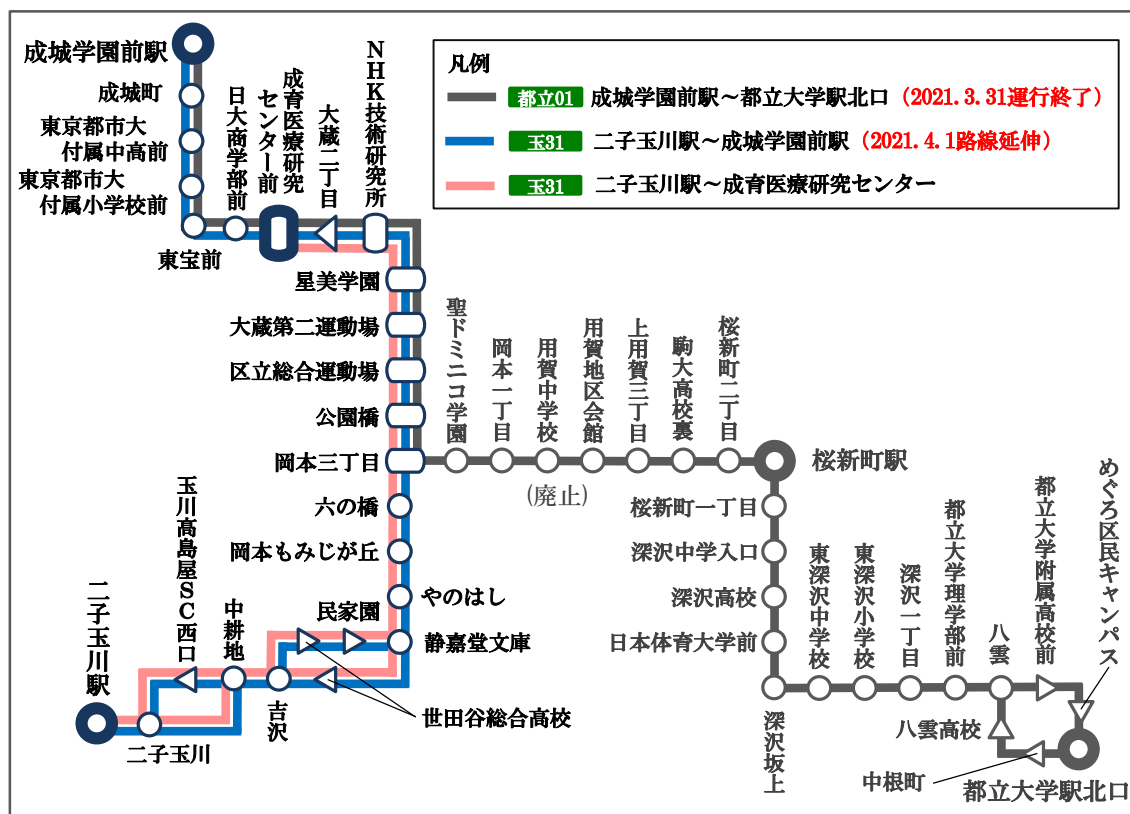 凡例
都立01 成城学園前駅～都立大学駅北口 (2021.3.31運行終了)
玉31 二子玉川駅～成城学園前駅 (2021.4.1路線延伸)
玉31 二子玉川駅～成育医療研究センター
成城学園前駅
成城町
東京都市大
付属中高前
東京都市大
付属小学校前
東宝前
日大商学部前
成育医療研究
センター前
大蔵二丁目
NHK技術研究所
星美学園
大蔵第二運動場
区立総合運動場
公園橋
岡本三丁目
六の橋
岡本もみじが丘
やのはし
民家園
静嘉堂文庫
世田谷総合高校
吉沢
中耕地
玉川髙島屋SC西口
二子玉川
二子玉川駅
聖ドミニコ学園
岡本一丁目
用賀中学校
用賀地区会館
上用賀三丁目
駒大高校裏
桜新町二丁目
(廃止)
桜新町駅
桜新町一丁目
深沢中学入口
深沢高校
日本体育大学前
深沢坂上
東深沢中学校
東深沢小学校
深沢一丁目
都立大学理学部前
八雲
都立大学附属高校前
めぐろ区民キャンパス
八雲高校
中根町
都立大学駅北口